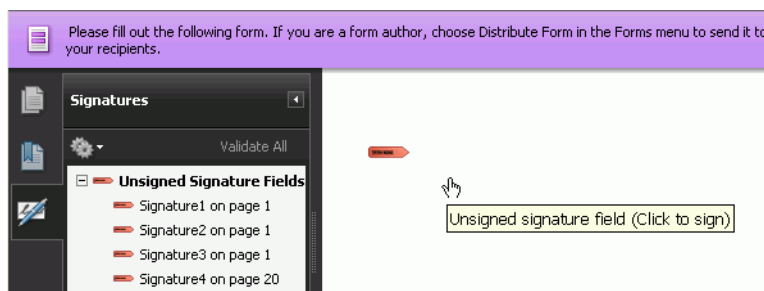 Please fill out the following form. If you are a form author, choose Distribute Form in the Forms menu to send it to
your recipients.
Signatures
Validate All
Unsigned Signature Fields
Signature1 on page 1
Signature2 on page 1
Signature3 on page 1
Signature4 on page 20
Unsigned signature field (Click to sign)